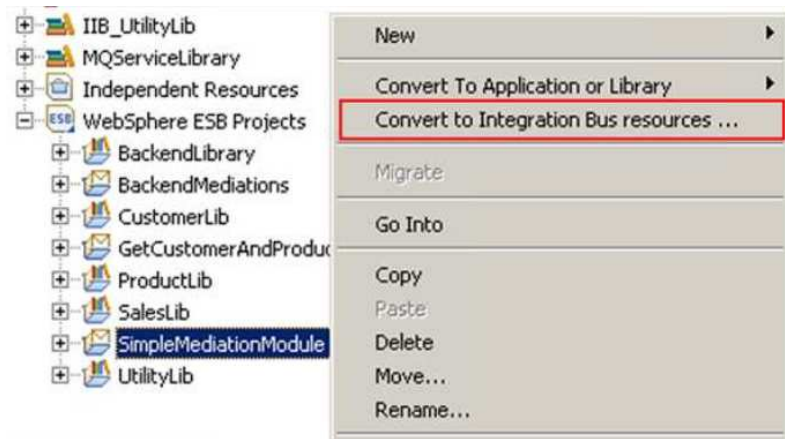 IIB_UtilityLib
MQServiceLibrary
Independent Resources
ESB WebSphere ESB Projects
BackendLibrary
BackendMediations
CustomerLib
GetCustomerAndProduc
ProductLib
SalesLib
SimpleMediationModule
UtilityLib
New
Convert To Application or Library
Convert to Integration Bus resources ...
Migrate
Go Into
Copy
Paste
Delete
Move...
Rename...